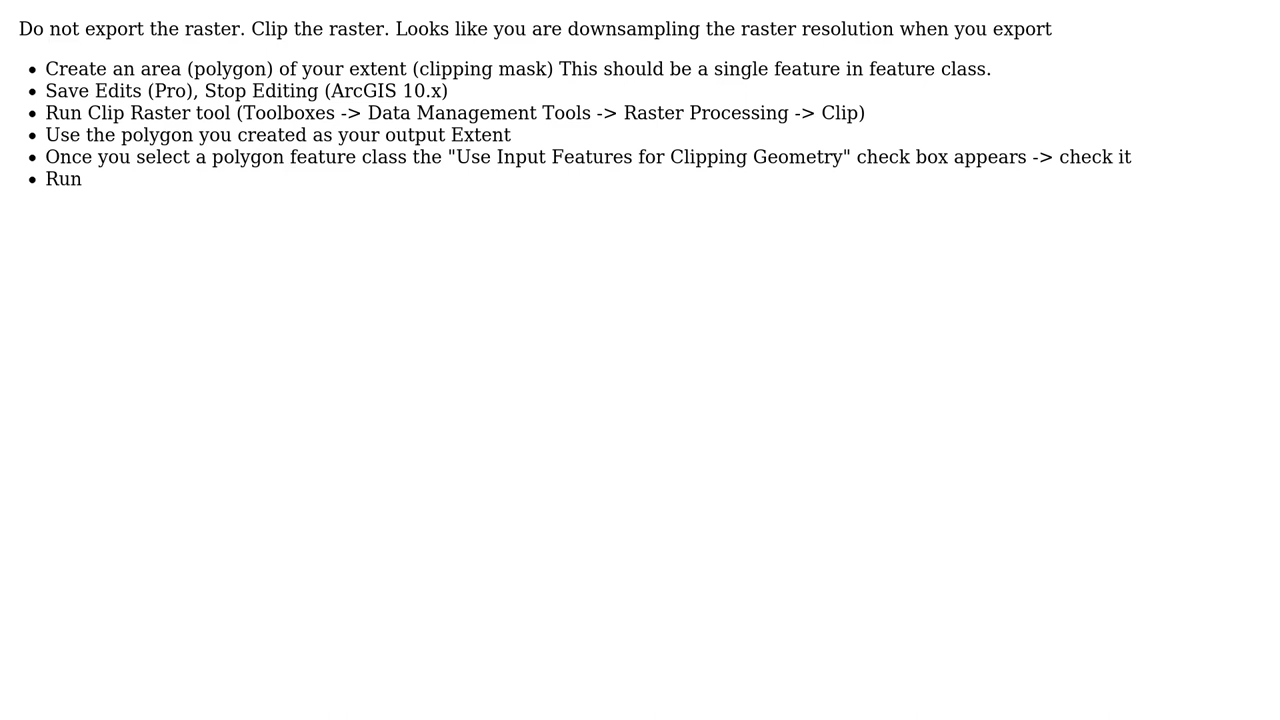 Do not export the raster. Clip the raster. Looks like you are downsampling the raster resolution when you export
• Create an area (polygon) of your extent (clipping mask) This should be a single feature in feature class.
• Save Edits (Pro), Stop Editing (ArcGIS 10.x)
• Run Clip Raster tool (Toolboxes -> Data Management Tools -> Raster Processing -> Clip)
• Use the polygon you created as your output Extent
• Once you select a polygon feature class the "Use Input Features for Clipping Geometry" check box appears -> check it
• Run